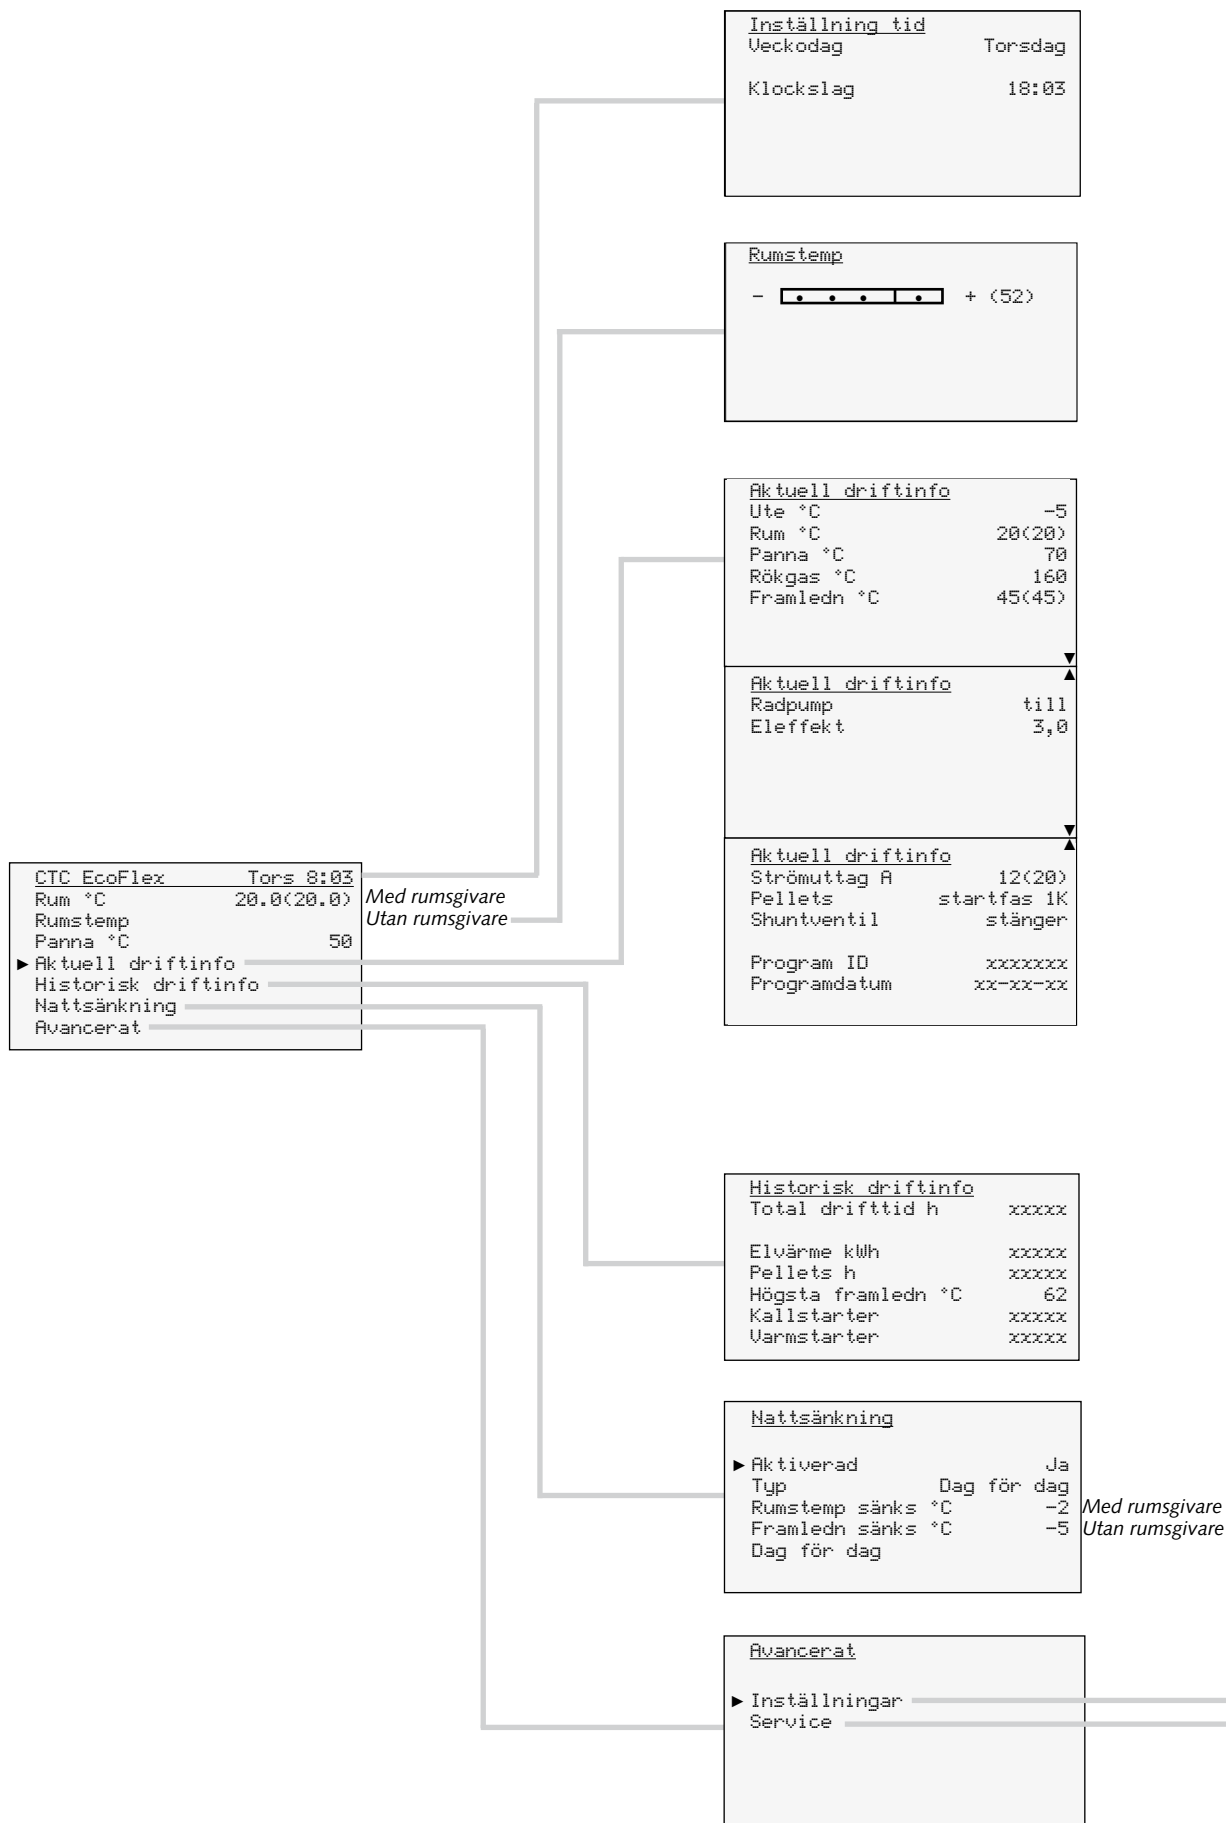 Inställning tid
Veckodag Torsdag
Klockslag 18:03
Rumstemp
- + (52)
Aktuell driftinfo
Ute °C -5
Rum °C 20(20)
Panna °C 70
Rökgas °C 160
Framledn °C 45(45)
Aktuell driftinfo
Radpump till
Eleffekt 3,0
Aktuell driftinfo
Strömuttag A 12(20)
Pellets startfas 1K
Shuntventil stänger
Program ID xxxxxxx
Programdatum xx-xx-xx
CTC EcoFlex Tors 8:03
Rum °C 20.0(20.0) Med rumsgivare
Rumstemp Utan rumsgivare
Panna °C 50
►Aktuell driftinfo
Historisk driftinfo
Nattsänkning
Avancerat
Historisk driftinfo
Total drifttid h xxxxx
Elvärme kWh xxxxx
Pellets h xxxxx
Högsta framledn °C 62
Kallstarter xxxxx
Varmstarter xxxxx
Nattsänkning
►Aktiverad Ja
Typ Dag för dag
Rumstemp sänks °C -2 Med rumsgivare
Framledn sänks °C -5 Utan rumsgivare
Dag för dag
Avancerat
►Inställningar
Service